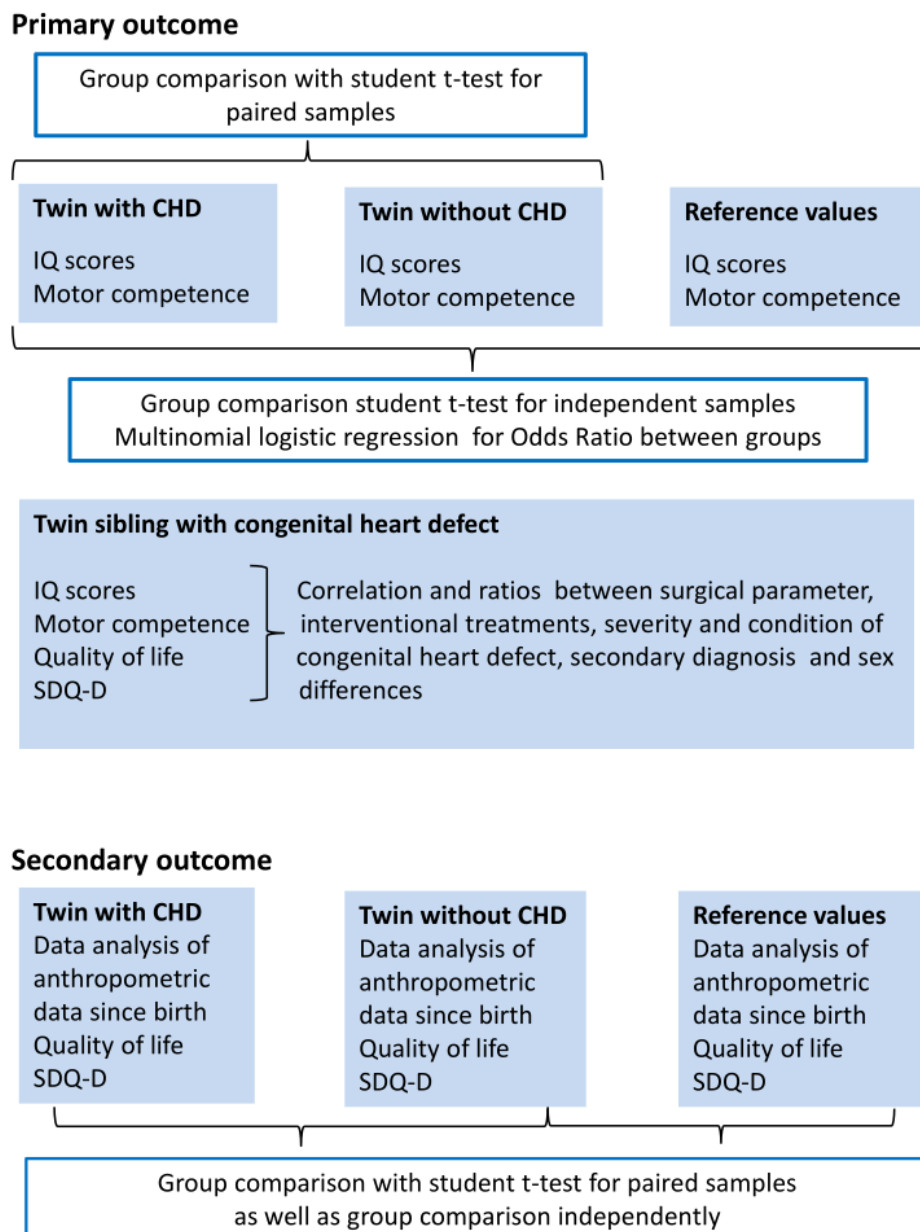 Primary outcome
Group comparison with student t-test for
paired samples
Twin with CHD
IQ scores
Motor competence
Twin without CHD
IQ scores
Motor competence
Reference values
IQ scores
Motor competence
Group comparison student t-test for independent samples
Multinomial logistic regression for Odds Ratio between groups
Twin sibling with congenital heart defect
IQ scores
Motor competence
Quality of life
SDQ-D
Correlation and ratios between surgical parameter,
interventional treatments, severity and condition of
congenital heart defect, secondary diagnosis and sex
differences
Secondary outcome
Twin with CHD
Data analysis of
anthropometric
data since birth
Quality of life
SDQ-D
Twin without CHD
Data analysis of
anthropometric
data since birth
Quality of life
SDQ-D
Reference values
Data analysis of
anthropometric
data since birth
Quality of life
SDQ-D
Group comparison with student t-test for paired samples
as well as group comparison independently